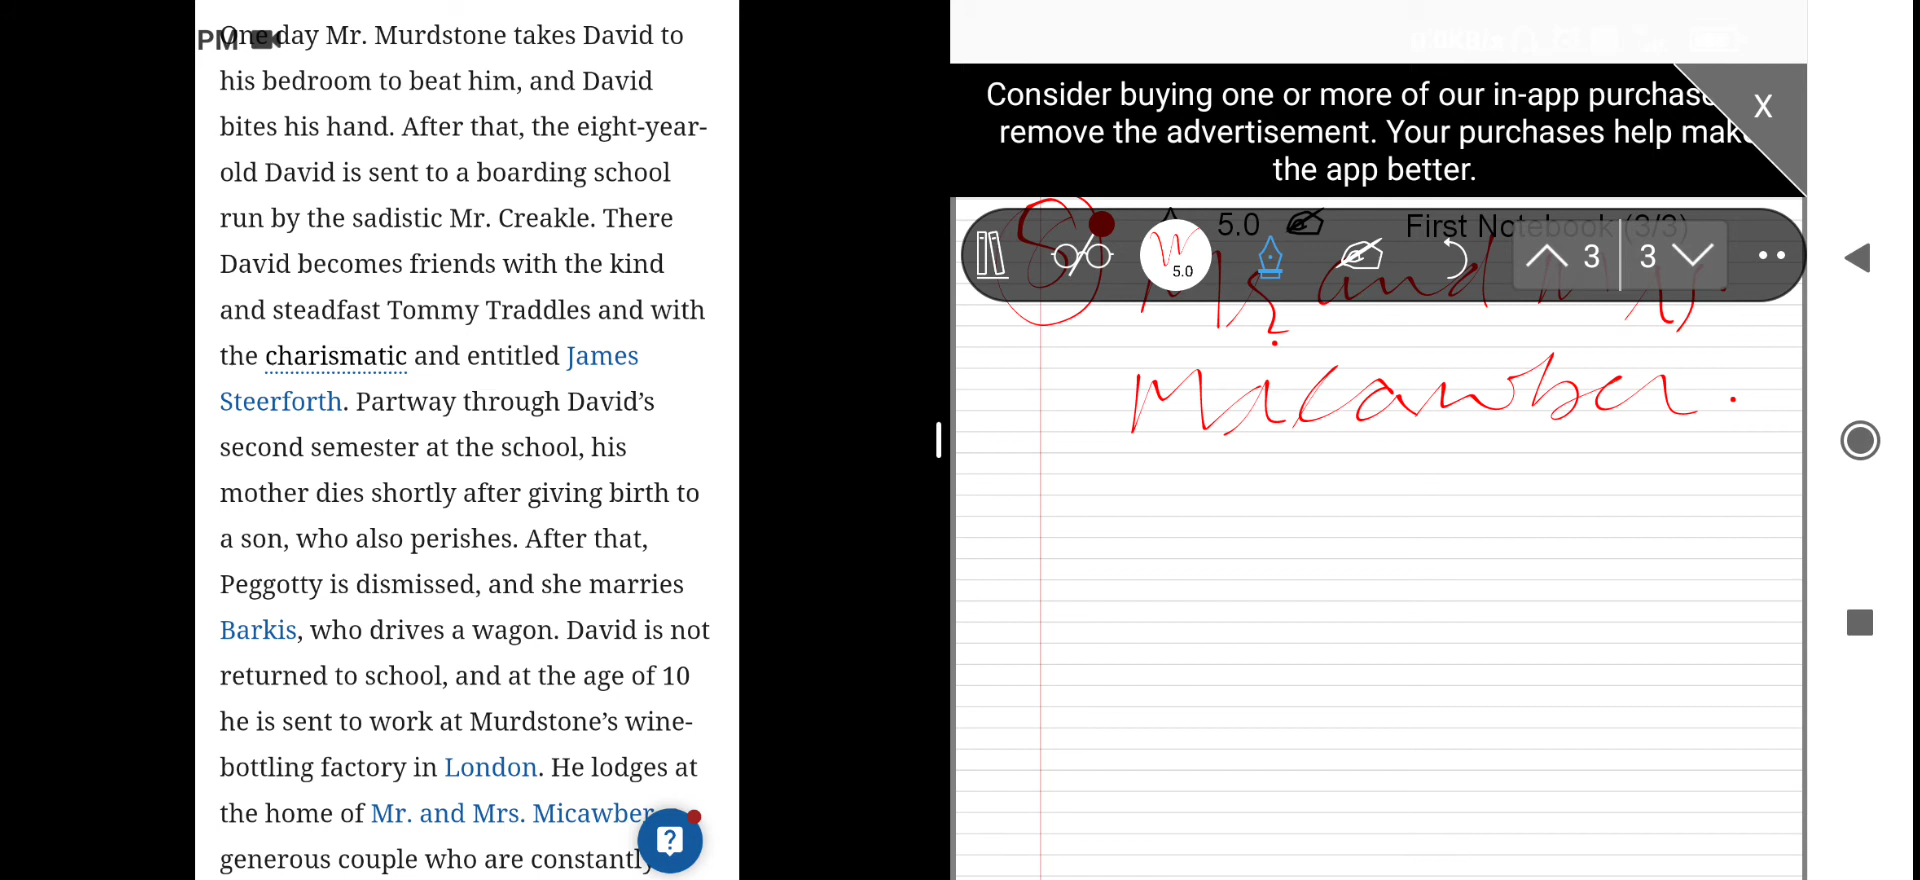 PM
One day Mr. Murdstone takes David to
his bedroom to beat him, and David
bites his hand. After that, the eight-year-
old David is sent to a boarding school
run by the sadistic Mr. Creakle. There
David becomes friends with the kind
and steadfast Tommy Traddles and with
the charismatic and entitled James
Steerforth. Partway through David’s
second semester at the school, his
mother dies shortly after giving birth to
a son, who also perishes. After that,
Peggotty is dismissed, and she marries
Barkis, who drives a wagon. David is not
returned to school, and at the age of 10
he is sent to work at Murdstone’s wine-
bottling factory in London. He lodges at
the home of Mr. and Mrs. Micawber
generous couple who are constantly
?
Consider buying one or more of our in-app purchas
remove the advertisement. Your purchases help mak
the app better.
X
5.0 First Notebook (3/3)
5.0 3 3
8 Mr. and Mrs.
Micawber.